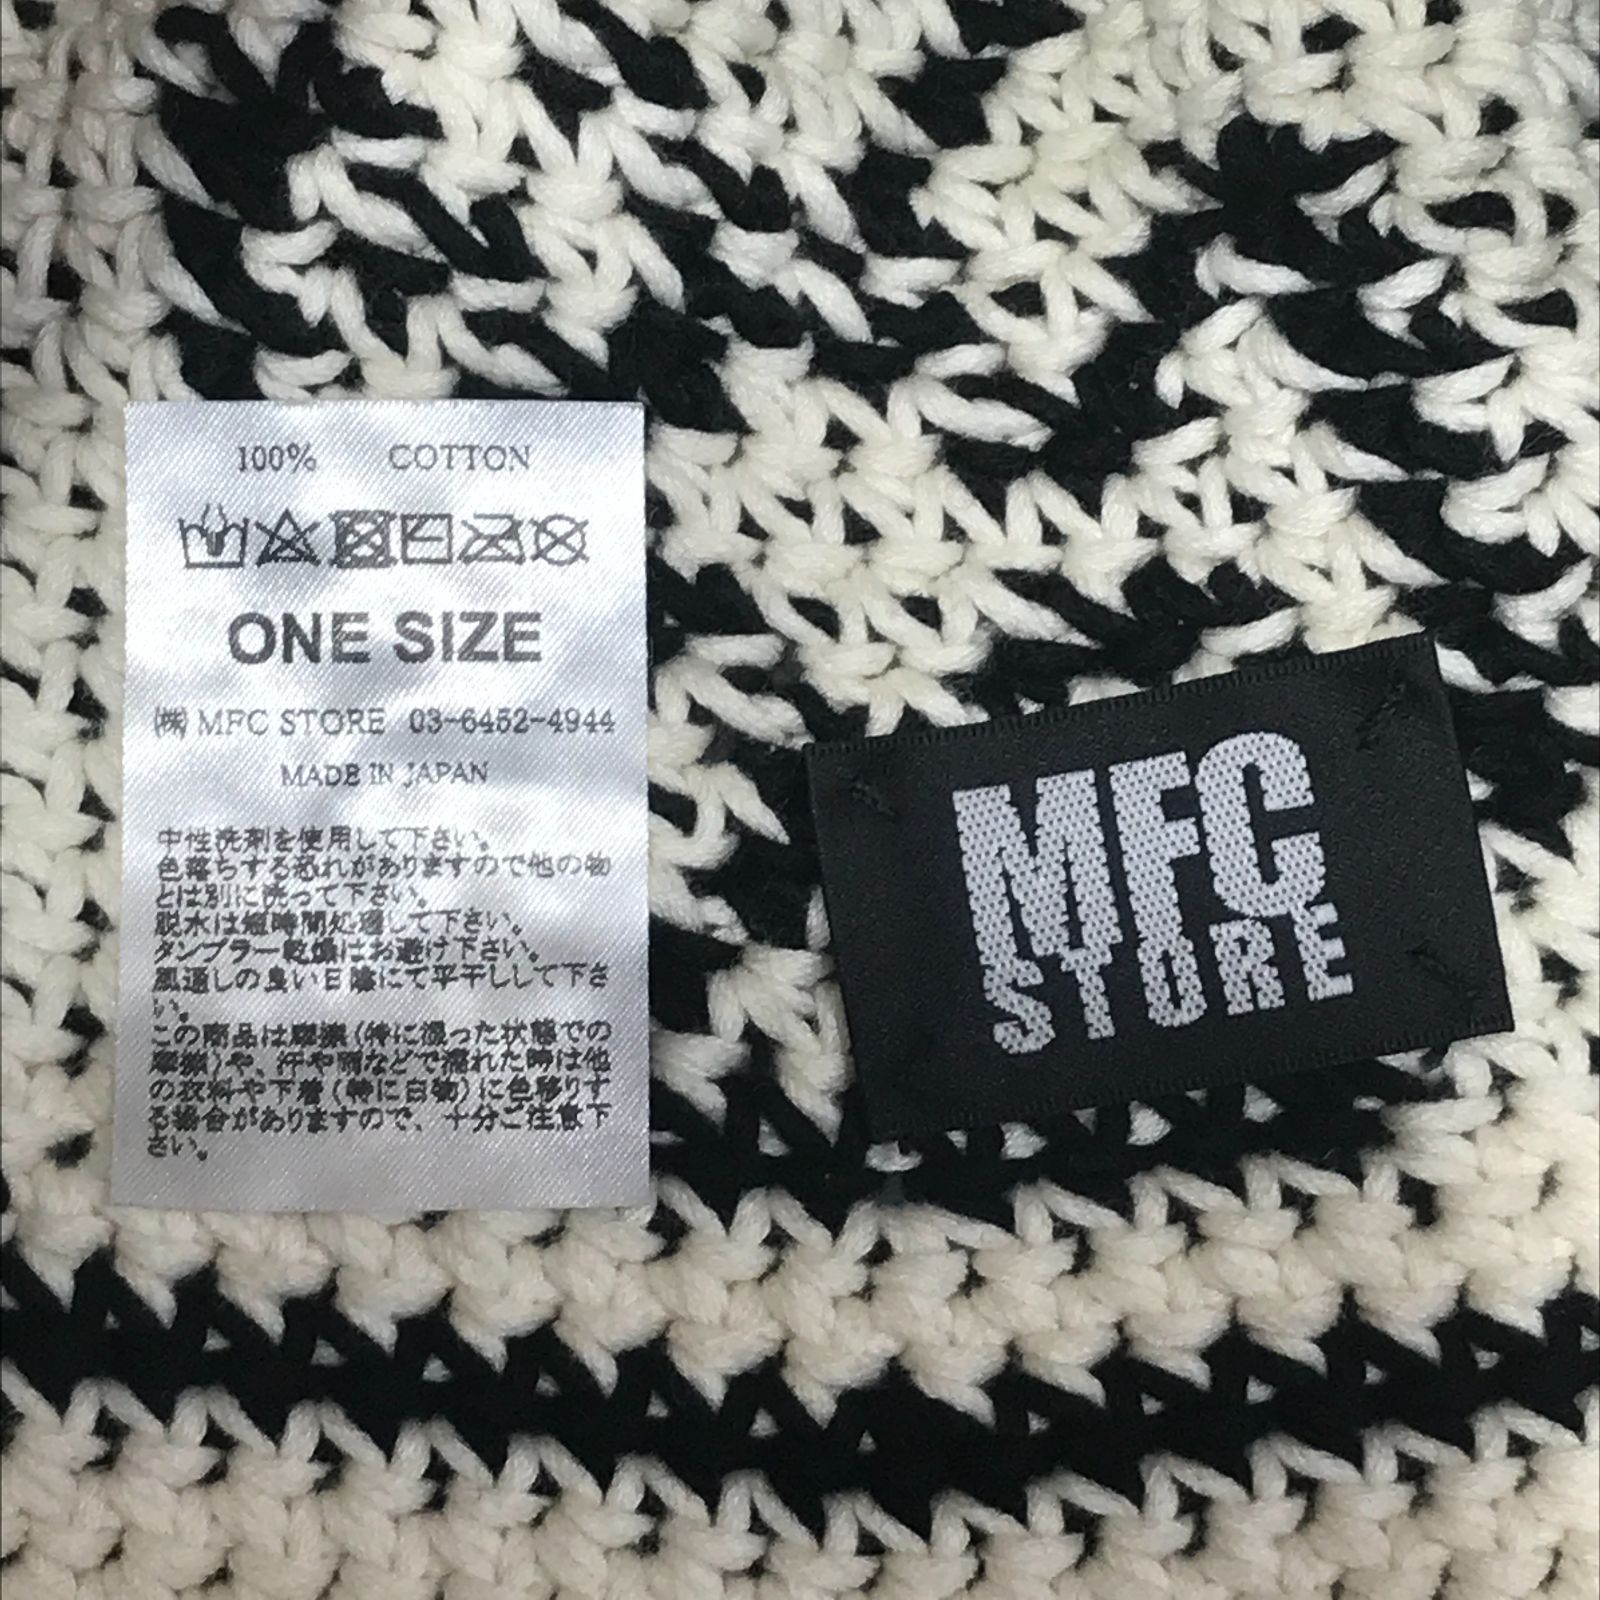 100% COTTON
ONE SIZE
㈱ MFC STORE 03-6452-4944
MADE IN JAPAN
中性洗剤を使用して下さい。
色落ちする恐れがありますので他の物
とは別に洗って下さい。
脱水は短時間処理して下さい。
タンブラー乾燥はお避け下さい。
風通しの良い日陰にて平干しして下さ
い。
この商品は摩擦(特に湿った状態での
摩擦)や、汗や雨などで濡れた時は他
の衣料や下着(特に白物)に色移りす
る場合がありますので、十分ご注意下
さい。
MFC
STORE